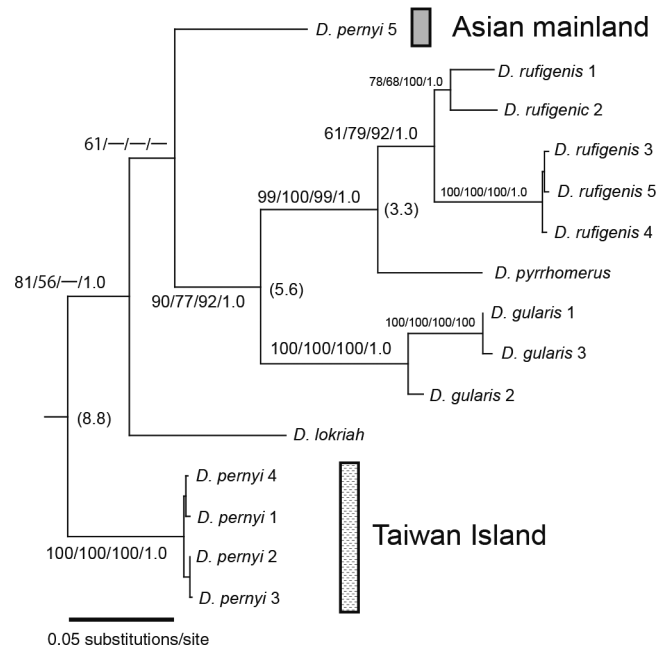 D. pernyi 5
Asian mainland
D. rufigenis 1
78/68/100/1.0
D. rufigenic 2
61/79/92/1.0
61/—/—/—
D. rufigenis 3
100/100/100/1.0
D. rufigenis 5
99/100/99/1.0
(3.3)
D. rufigenis 4
D. pyrrhomerus
81/56/—/1.0
(5.6)
90/77/92/1.0
D. gularis 1
100/100/100/100
100/100/100/1.0
D. gularis 3
D. gularis 2
(8.8)
D. lokriah
D. pernyi 4
D. pernyi 1
Taiwan Island
100/100/100/1.0
D. pernyi 2
D. pernyi 3
0.05 substitutions/site